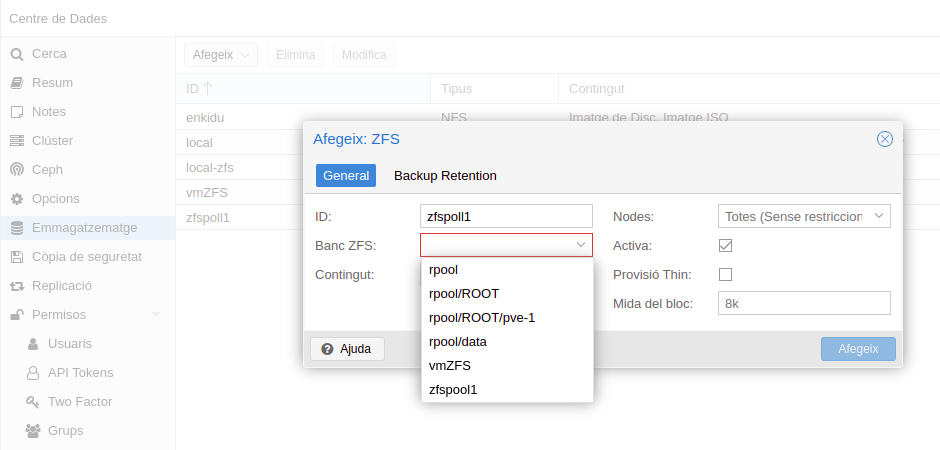 Centre de Dades
Cerca
Resum
Notes
Clúster
Ceph
Opcions
Emmagatzematge
Còpia de seguretat
Replicació
Permisos
Usuaris
API Tokens
Two Factor
Grups
Afegeix Elimina Modifica
ID Tipus Contingut
enkidu NFS Imatge de Disc, Imatge ISO
local
local-zfs
vmZFS
zfspool1
Afegeix: ZFS
General Backup Retention
ID: zfspoll1
Banc ZFS:
Contingut:
rpool
rpool/ROOT
rpool/ROOT/pve-1
rpool/data
vmZFS
zfspool1
Nodes: Totes (Sense restriccion
Activa:
Provisió Thin:
Mida del bloc: 8k
Ajuda Afegeix